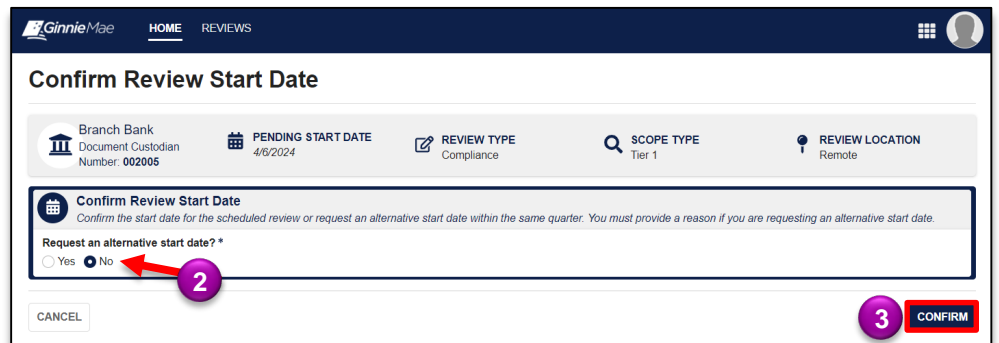 GinnieMae HOME REVIEWS
Confirm Review Start Date
Branch Bank
Document Custodian
Number: 002005
PENDING START DATE
4/6/2024
REVIEW TYPE
Compliance
SCOPE TYPE
Tier 1
REVIEW LOCATION
Remote
Confirm Review Start Date
Confirm the start date for the scheduled review or request an alternative start date within the same quarter. You must provide a reason if you are requesting an alternative start date.
Request an alternative start date? *
Yes No
2
CANCEL
3 CONFIRM